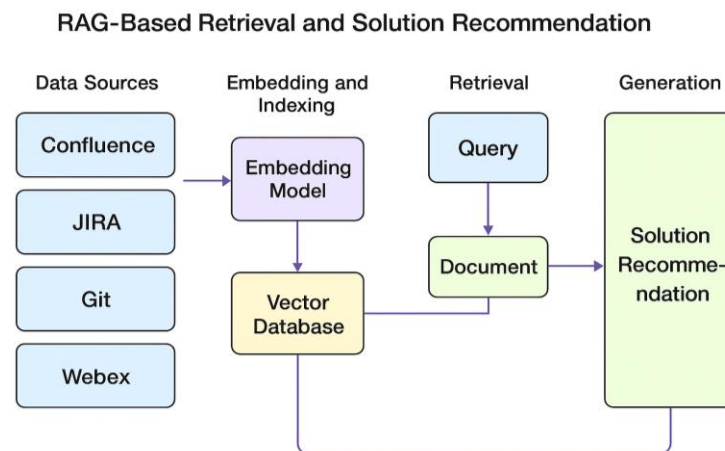 RAG-Based Retrieval and Solution Recommendation
Data Sources
Confluence
JIRA
Git
Webex
Embedding and
Indexing
Embedding
Model
Vector
Database
Retrieval
Query
Document
Generation
Solution
Recomme-
ndation